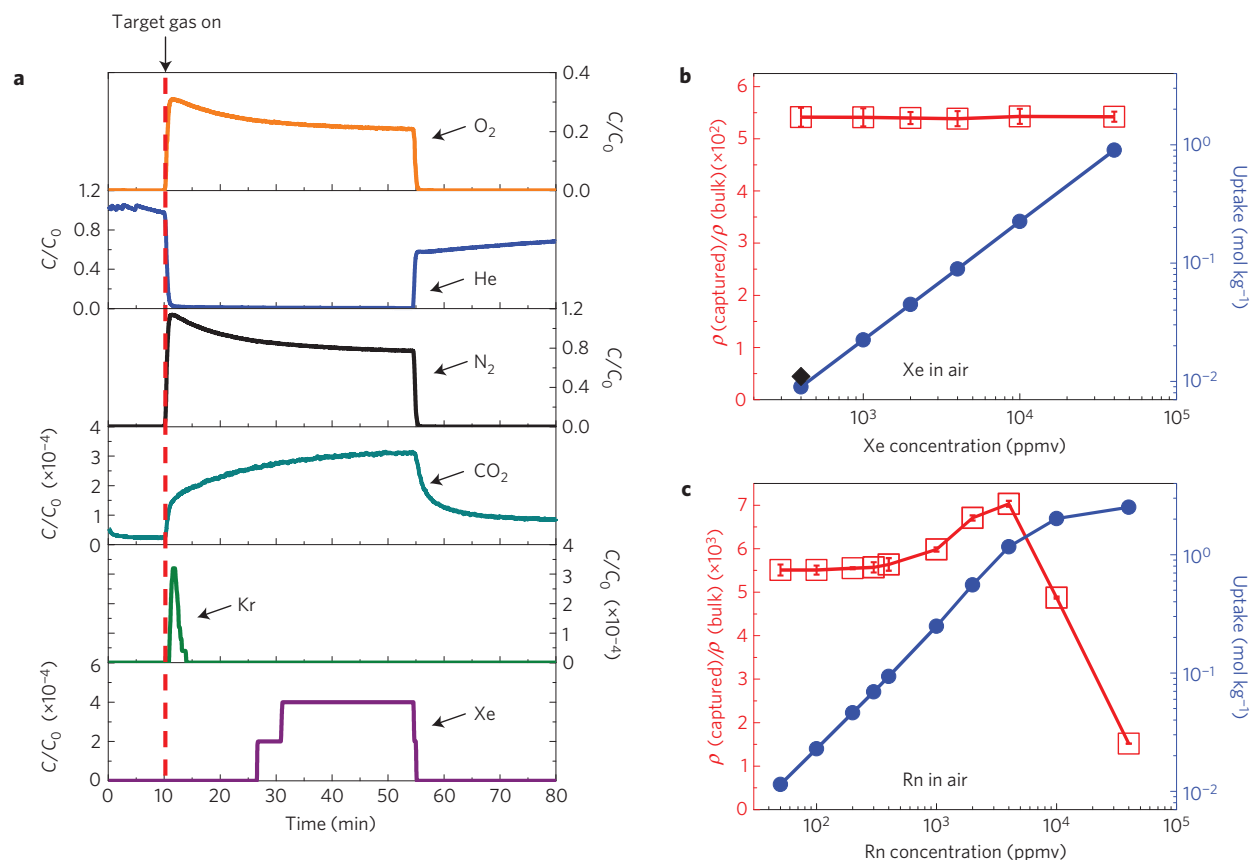 Target gas on
a
0.4
0.2
0.0
C/C₀
O₂
1.2
0.8
0.4
0.0
C/C₀
He
1.2
0.8
0.4
0.0
C/C₀
N₂
4
3
2
1
0
C/C₀ (×10⁻⁴)
CO₂
4
3
2
1
0
C/C₀ (×10⁻⁴)
Kr
6
4
2
0
C/C₀ (×10⁻⁴)
Xe
0 10 20 30 40 50 60 70 80
Time (min)
b
6
5
4
3
2
1
0
ρ (captured)/ρ (bulk) (×10²)
10⁰
10⁻¹
10⁻²
Uptake (mol kg⁻¹)
Xe in air
10³ 10⁴ 10⁵
Xe concentration (ppmv)
c
7
6
5
4
3
2
1
0
ρ (captured)/ρ (bulk) (×10³)
10⁰
10⁻¹
10⁻²
Uptake (mol kg⁻¹)
Rn in air
10² 10³ 10⁴ 10⁵
Rn concentration (ppmv)